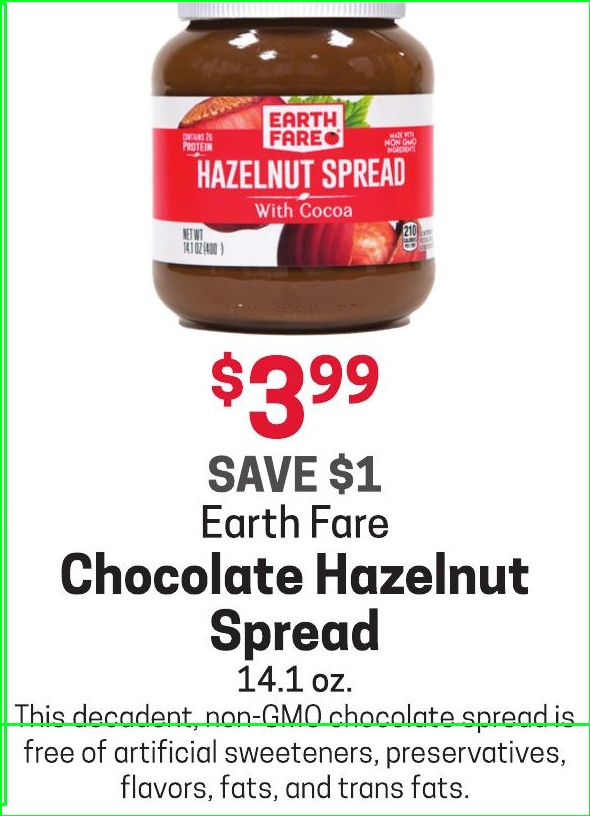 EARTH
FARE
CONTAINS 2g
PROTEIN
MADE WITH
NON GMO
INGREDIENTS
HAZELNUT SPREAD
With Cocoa
NET WT
14.1 OZ (400 )
210
CALORIES
$3.99
SAVE $1
Earth Fare
Chocolate Hazelnut
Spread
14.1 oz.
This decadent, non-GMO chocolate spread is
free of artificial sweeteners, preservatives,
flavors, fats, and trans fats.